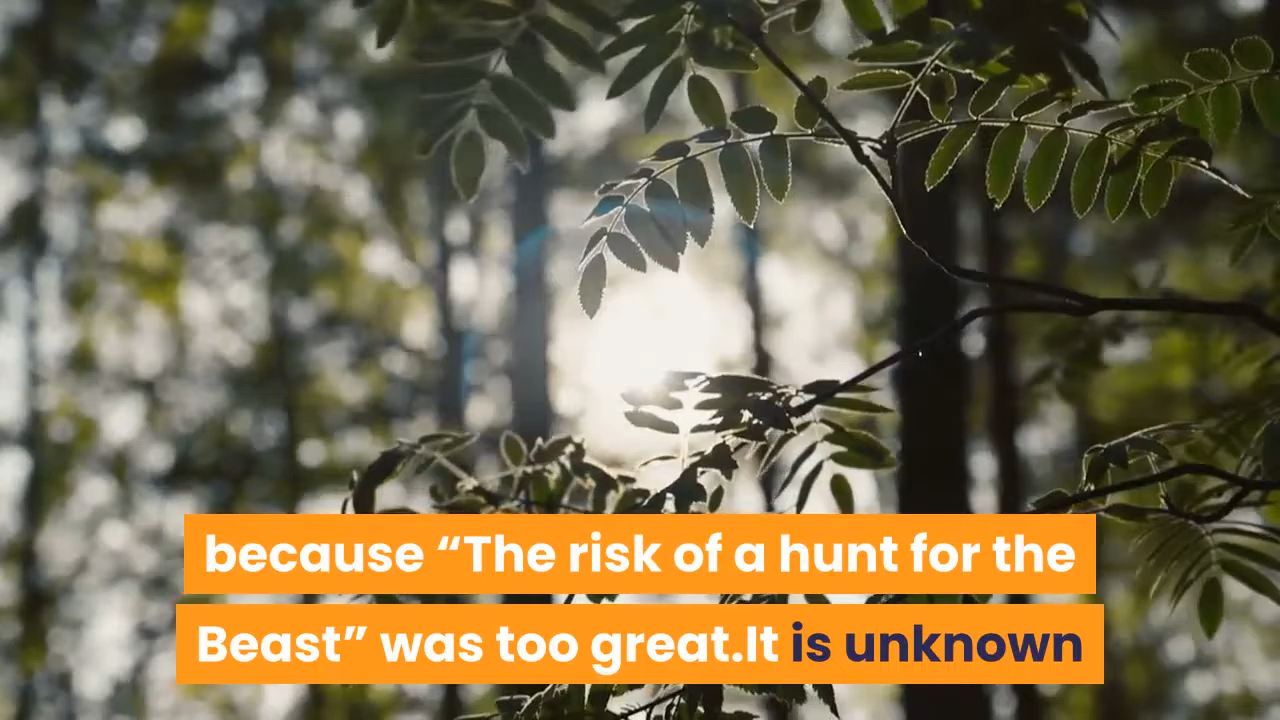 because “The risk of a hunt for the
Beast” was too great.It is unknown